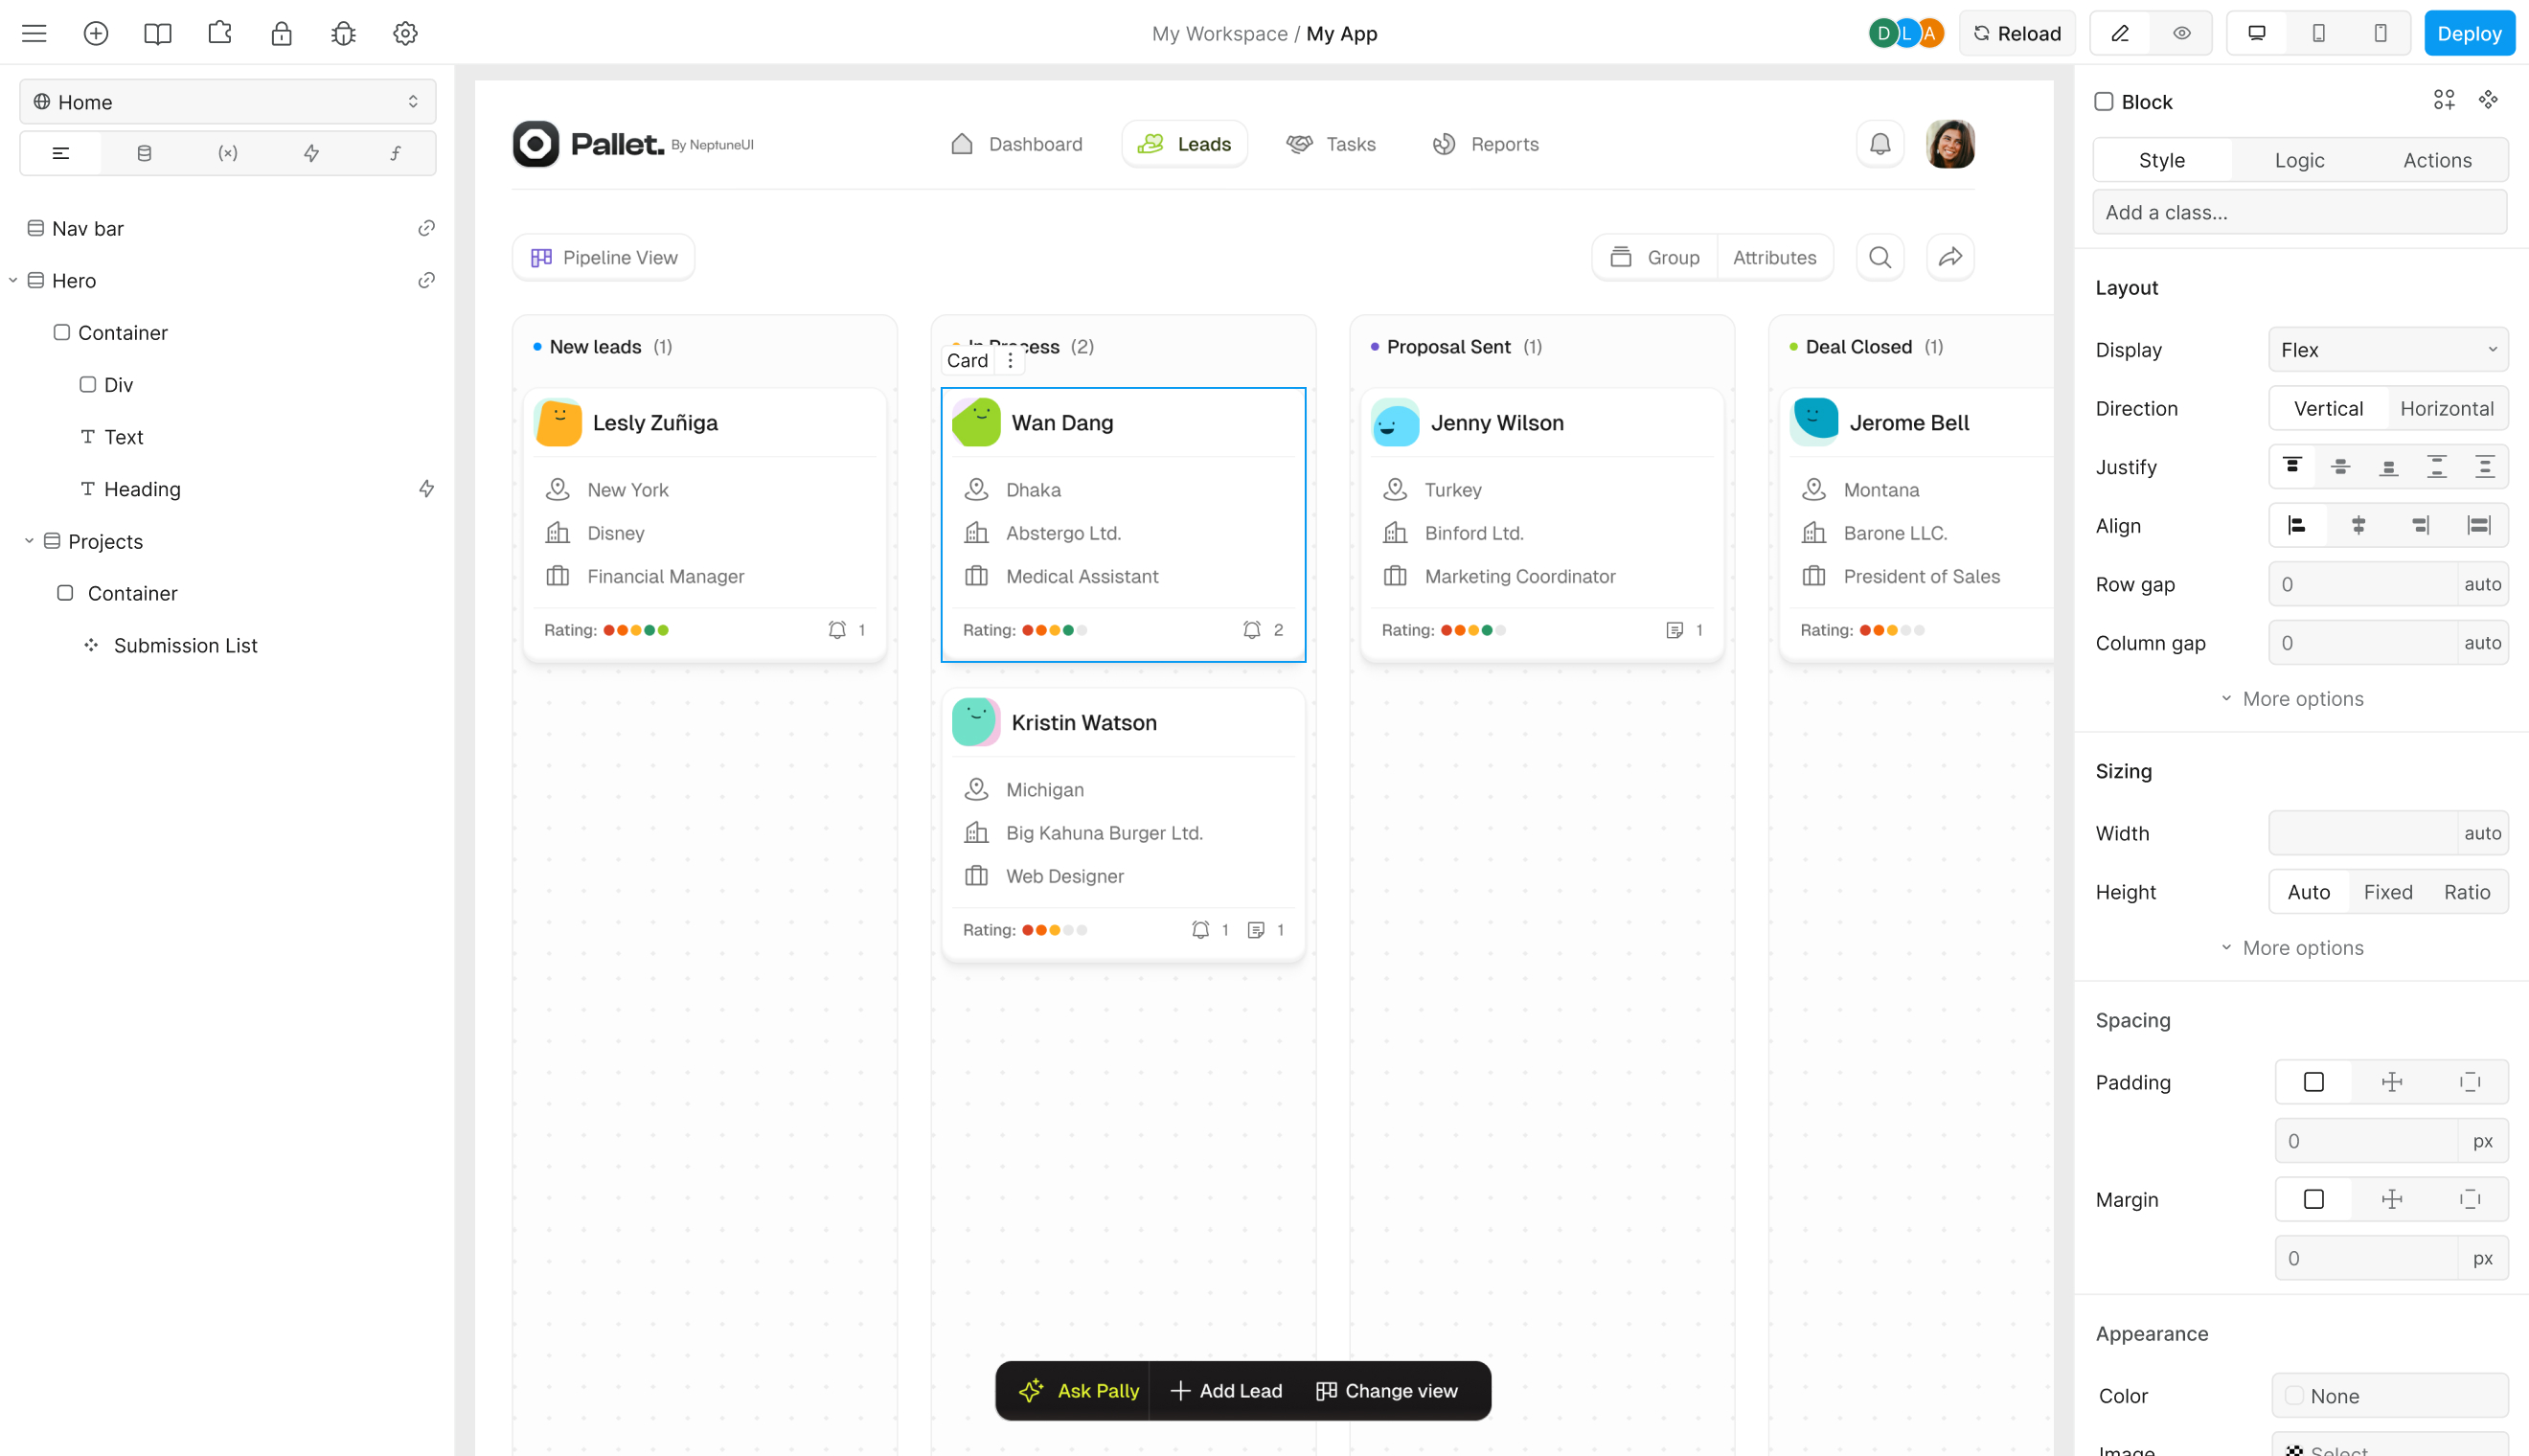 My Workspace / My App
D L A
Reload
Deploy
Home
Nav bar
Hero
Container
Div
Text
Heading
Projects
Container
Submission List
Pallet. By NeptuneUI
Dashboard
Leads
Tasks
Reports
Pipeline View
Group
Attributes
New leads (1)
Lesly Zuñiga
New York
Disney
Financial Manager
Rating: 1
In Process (2)
Card
Wan Dang
Dhaka
Abstergo Ltd.
Medical Assistant
Rating: 2
Kristin Watson
Michigan
Big Kahuna Burger Ltd.
Web Designer
Rating: 1 1
Proposal Sent (1)
Jenny Wilson
Turkey
Binford Ltd.
Marketing Coordinator
Rating: 1
Deal Closed (1)
Jerome Bell
Montana
Barone LLC.
President of Sales
Rating:
Ask Pally
Add Lead
Change view
Block
Style Logic Actions
Add a class...
Layout
Display Flex
Direction Vertical Horizontal
Justify
Align
Row gap 0 auto
Column gap 0 auto
More options
Sizing
Width auto
Height Auto Fixed Ratio
More options
Spacing
Padding
0 px
Margin
0 px
Appearance
Color None
Image Select